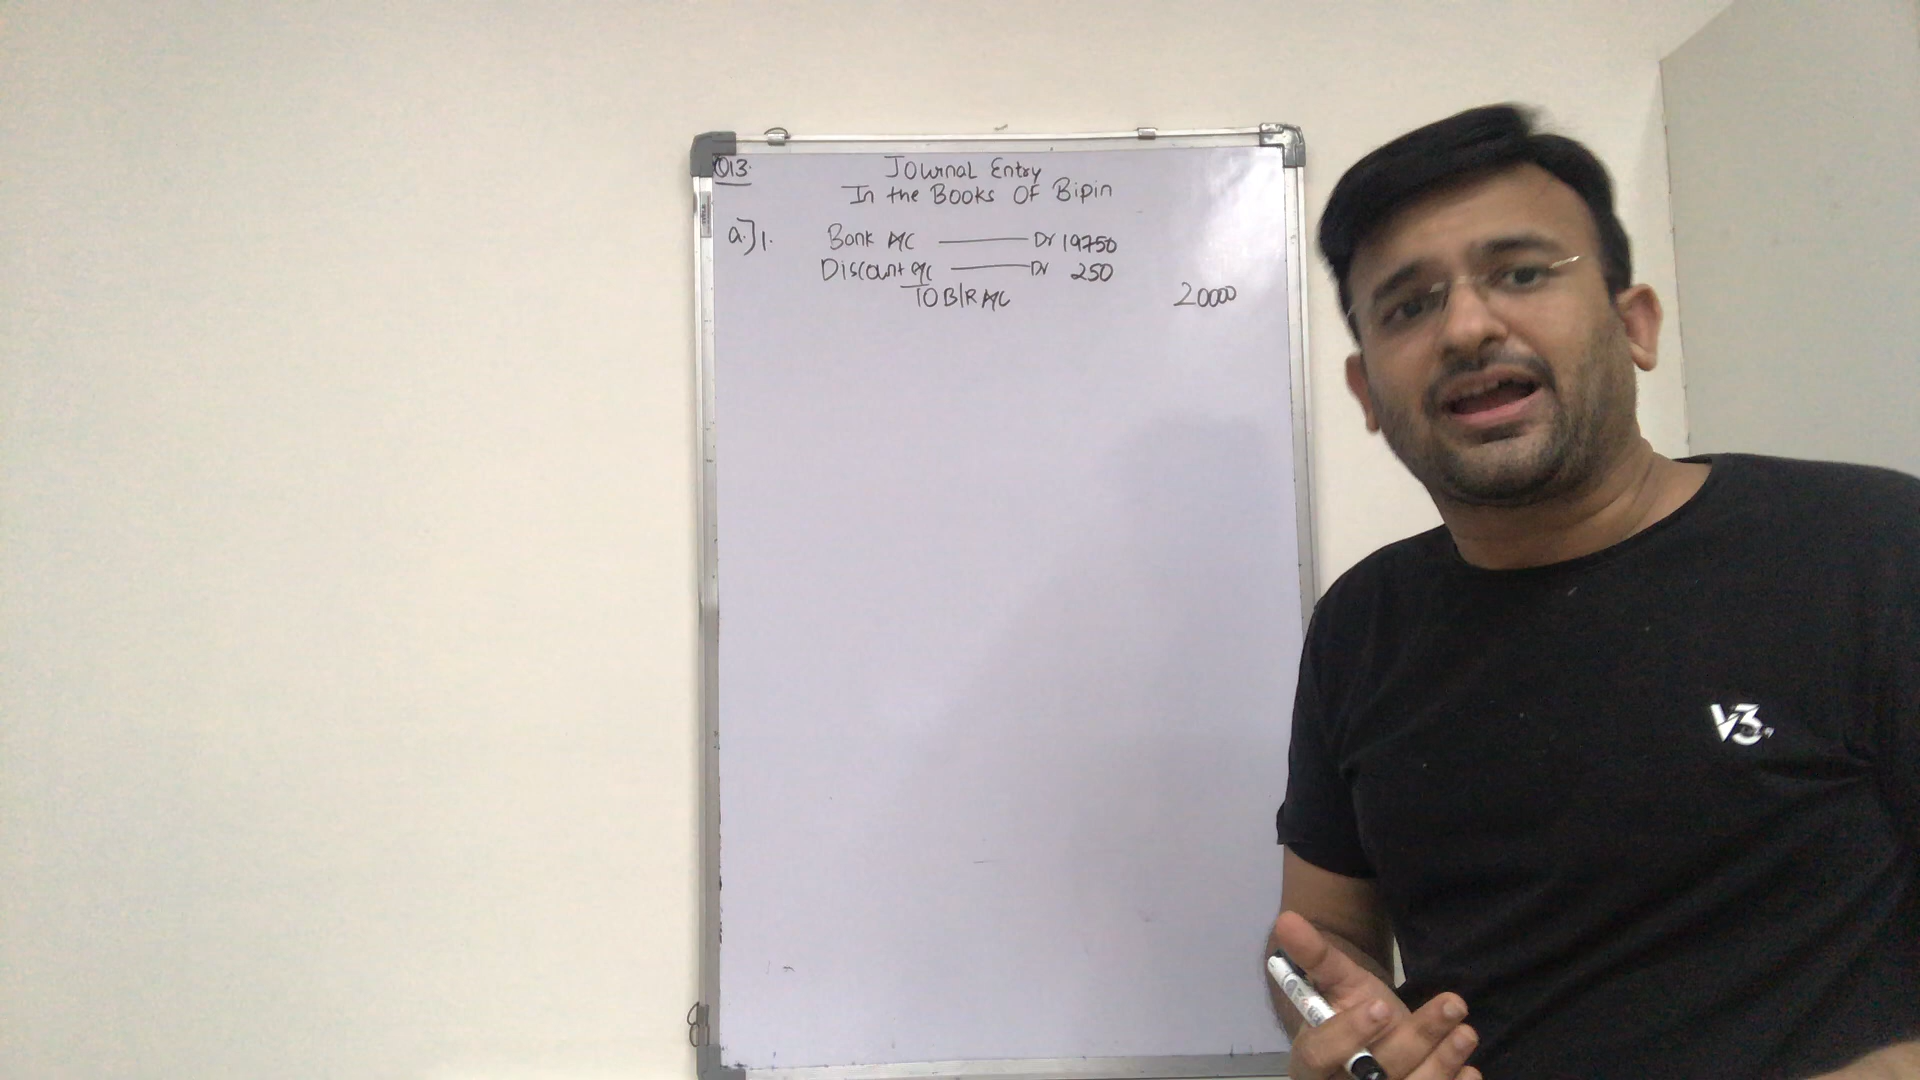 Q13.
Journal Entry
In the Books OF Bipin
a.] 1. Bank A/C Dr 19750
Discount a/c Dr 250
TO B/R A/C 20000
V3